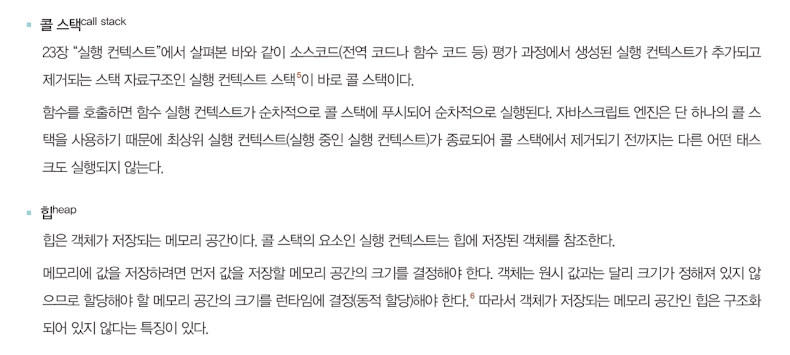 콜 스택call stack
23장 “실행 컨텍스트”에서 살펴본 바와 같이 소스코드(전역 코드나 함수 코드 등) 평가 과정에서 생성된 실행 컨텍스트가 추가되고
제거되는 스택 자료구조인 실행 컨텍스트 스택5이 바로 콜 스택이다.
함수를 호출하면 함수 실행 컨텍스트가 순차적으로 콜 스택에 푸시되어 순차적으로 실행된다. 자바스크립트 엔진은 단 하나의 콜 스
택을 사용하기 때문에 최상위 실행 컨텍스트(실행 중인 실행 컨텍스트)가 종료되어 콜 스택에서 제거되기 전까지는 다른 어떤 태스
크도 실행되지 않는다.
힙heap
힙은 객체가 저장되는 메모리 공간이다. 콜 스택의 요소인 실행 컨텍스트는 힙에 저장된 객체를 참조한다.
메모리에 값을 저장하려면 먼저 값을 저장할 메모리 공간의 크기를 결정해야 한다. 객체는 원시 값과는 달리 크기가 정해져 있지 않
으므로 할당해야 할 메모리 공간의 크기를 런타임에 결정(동적 할당)해야 한다.6 따라서 객체가 저장되는 메모리 공간인 힙은 구조화
되어 있지 않다는 특징이 있다.